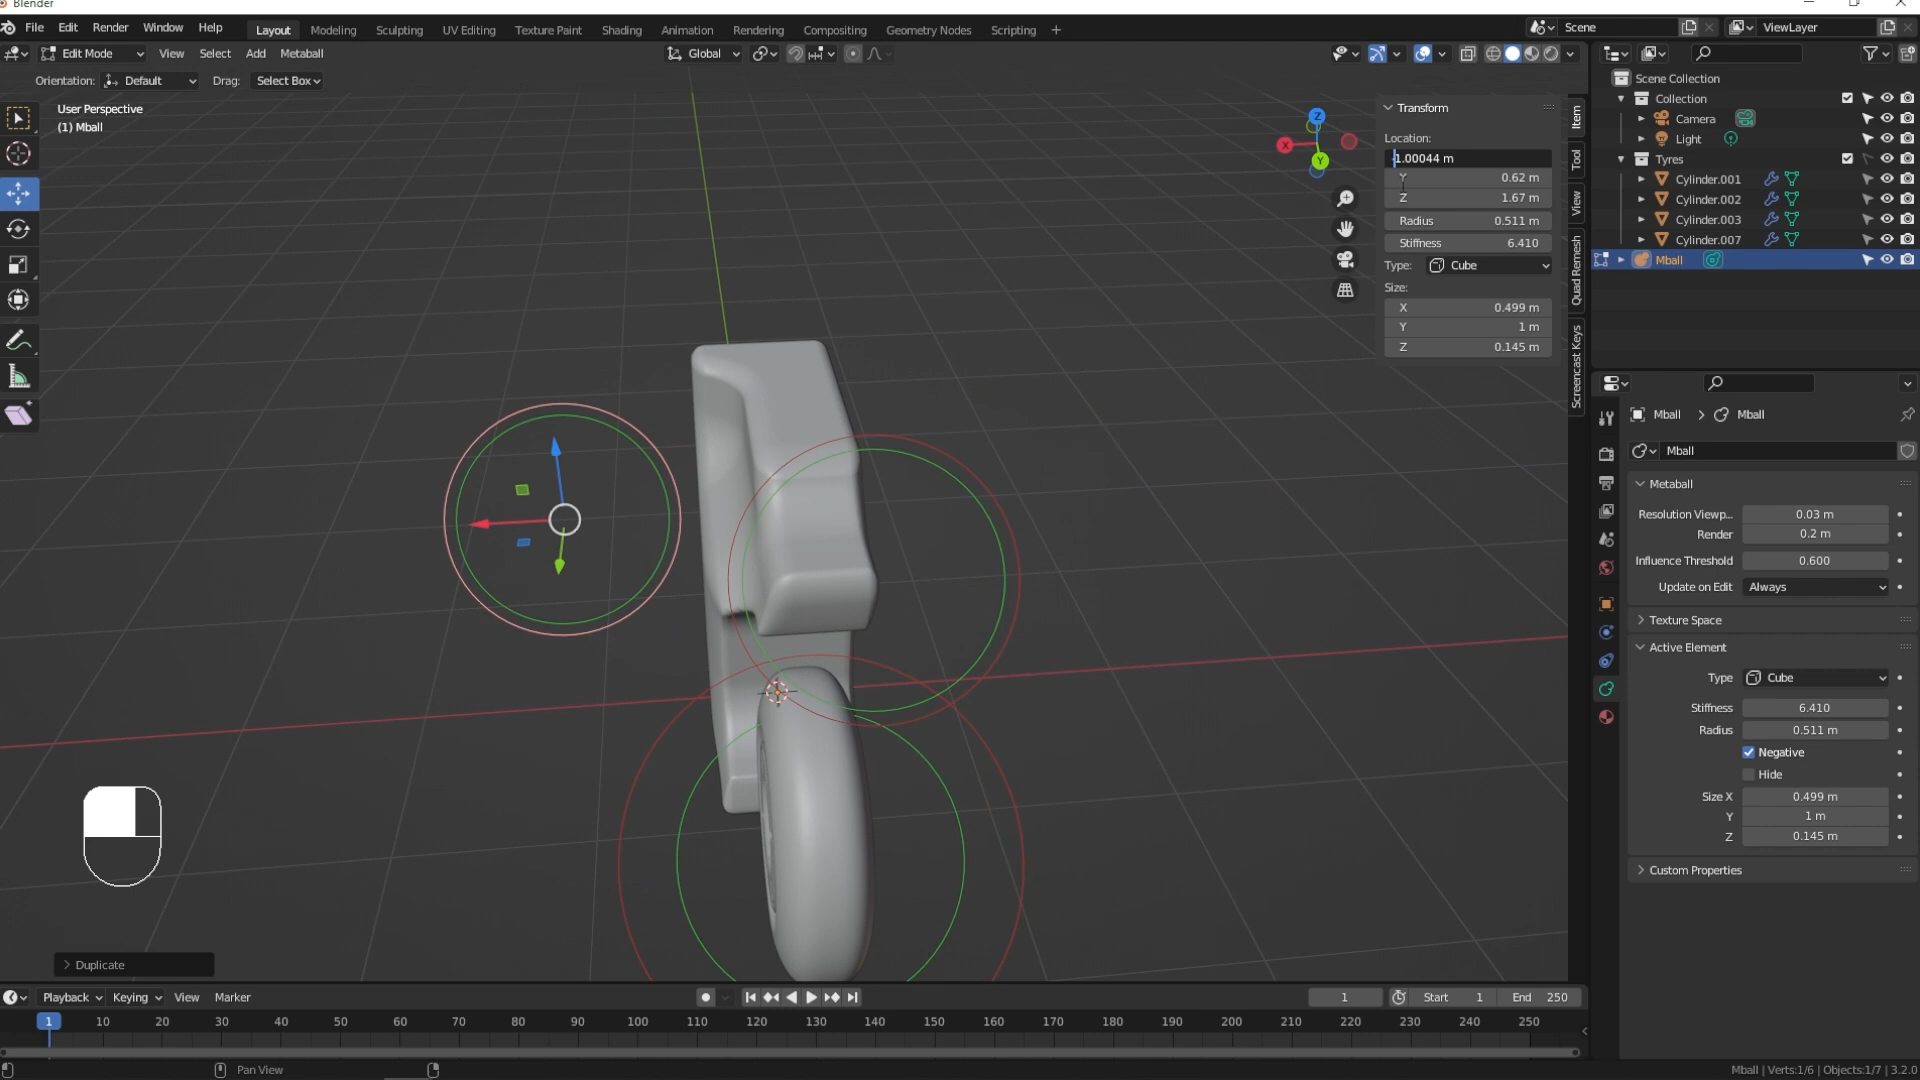 Blender
File Edit Render Window Help Layout Modeling Sculpting UV Editing Texture Paint Shading Animation Rendering Compositing Geometry Nodes Scripting + Scene ViewLayer
Edit Mode View Select Add Metaball Global
Orientation: Default Drag: Select Box
User Perspective
(1) Mball
Transform
Location:
1.00044 m
Y 0.62 m
Z 1.67 m
Radius 0.511 m
Stiffness 6.410
Type: Cube
Size:
X 0.499 m
Y 1 m
Z 0.145 m
Item
Tool
View
Quad Remesh
Screencast Keys
Z
X
Y
Scene Collection
Collection
Camera
Light
Tyres
Cylinder.001
Cylinder.002
Cylinder.003
Cylinder.007
Mball
Mball > Mball
Mball
Metaball
Resolution Viewp... 0.03 m
Render 0.2 m
Influence Threshold 0.600
Update on Edit Always
Texture Space
Active Element
Type Cube
Stiffness 6.410
Radius 0.511 m
Negative
Hide
Size X 0.499 m
Y 1 m
Z 0.145 m
Custom Properties
Duplicate
Playback Keying View Marker 1 Start 1 End 250
1 10 20 30 40 50 60 70 80 90 100 110 120 130 140 150 160 170 180 190 200 210 220 230 240 250
Pan View
Mball | Verts:1/6 | Objects:1/7 | 3.2.0